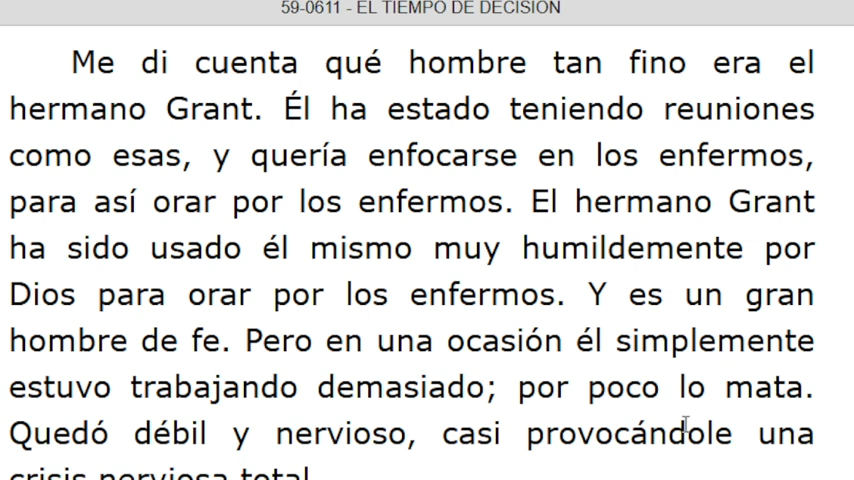 59-0611 - EL TIEMPO DE DECISION
Me di cuenta qué hombre tan fino era el
hermano Grant. Él ha estado teniendo reuniones
como esas, y quería enfocarse en los enfermos,
para así orar por los enfermos. El hermano Grant
ha sido usado él mismo muy humildemente por
Dios para orar por los enfermos. Y es un gran
hombre de fe. Pero en una ocasión él simplemente
estuvo trabajando demasiado; por poco lo mata.
Quedó débil y nervioso, casi provocándole una
crisis nerviosa total.